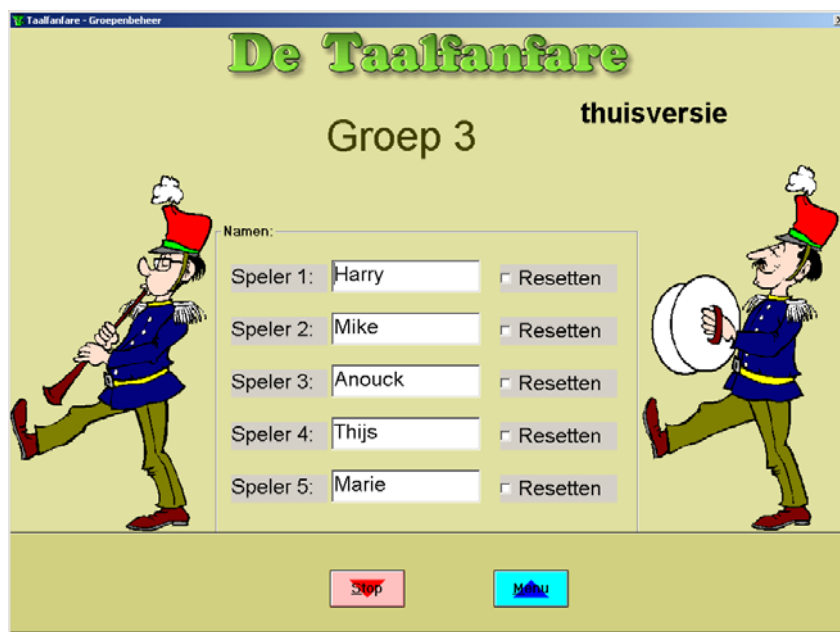 Taalfanfare - Groepenbeheer
De Taalfanfare
thuisversie
Groep 3
Namen:
Speler 1: Harry Resetten
Speler 2: Mike Resetten
Speler 3: Anouck Resetten
Speler 4: Thijs Resetten
Speler 5: Marie Resetten
Stop Menu